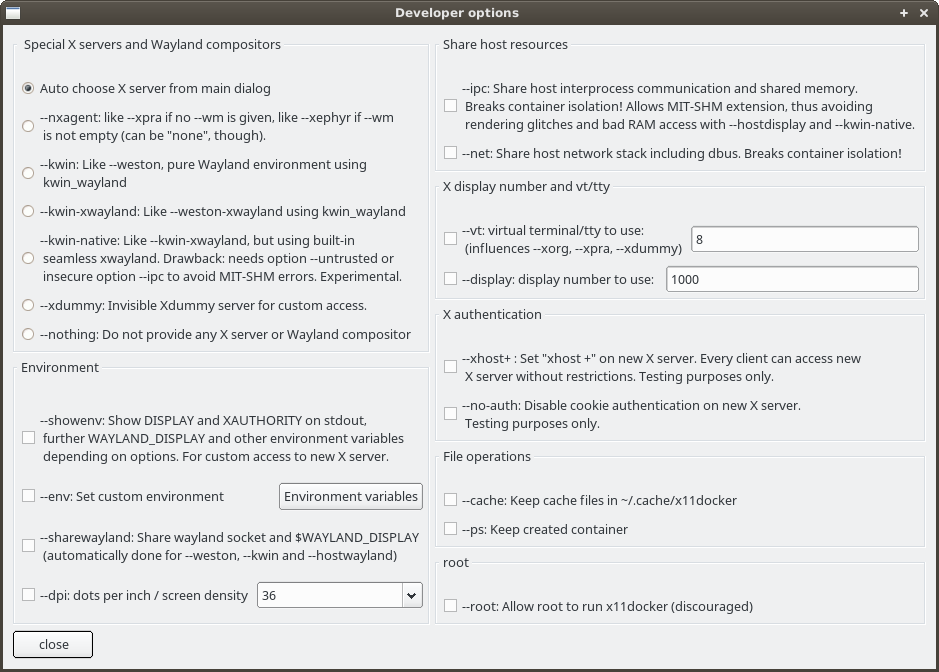 Developer options
Special X servers and Wayland compositors
Auto choose X server from main dialog
--nxagent: like --xpra if no --wm is given, like --xephyr if --wm
is not empty (can be "none", though).
--kwin: Like --weston, pure Wayland environment using
kwin_wayland
--kwin-xwayland: Like --weston-xwayland using kwin_wayland
--kwin-native: Like --kwin-xwayland, but using built-in
seamless xwayland. Drawback: needs option --untrusted or
insecure option --ipc to avoid MIT-SHM errors. Experimental.
--xdummy: Invisible Xdummy server for custom access.
--nothing: Do not provide any X server or Wayland compositor
Environment
--showenv: Show DISPLAY and XAUTHORITY on stdout,
further WAYLAND_DISPLAY and other environment variables
depending on options. For custom access to new X server.
--env: Set custom environment
Environment variables
--sharewayland: Share wayland socket and $WAYLAND_DISPLAY
(automatically done for --weston, --kwin and --hostwayland)
--dpi: dots per inch / screen density
36
close
Share host resources
--ipc: Share host interprocess communication and shared memory.
Breaks container isolation! Allows MIT-SHM extension, thus avoiding
rendering glitches and bad RAM access with --hostdisplay and --kwin-native.
--net: Share host network stack including dbus. Breaks container isolation!
X display number and vt/tty
--vt: virtual terminal/tty to use:
(influences --xorg, --xpra, --xdummy)
8
--display: display number to use:
1000
X authentication
--xhost+ : Set "xhost +" on new X server. Every client can access new
X server without restrictions. Testing purposes only.
--no-auth: Disable cookie authentication on new X server.
Testing purposes only.
File operations
--cache: Keep cache files in ~/.cache/x11docker
--ps: Keep created container
root
--root: Allow root to run x11docker (discouraged)